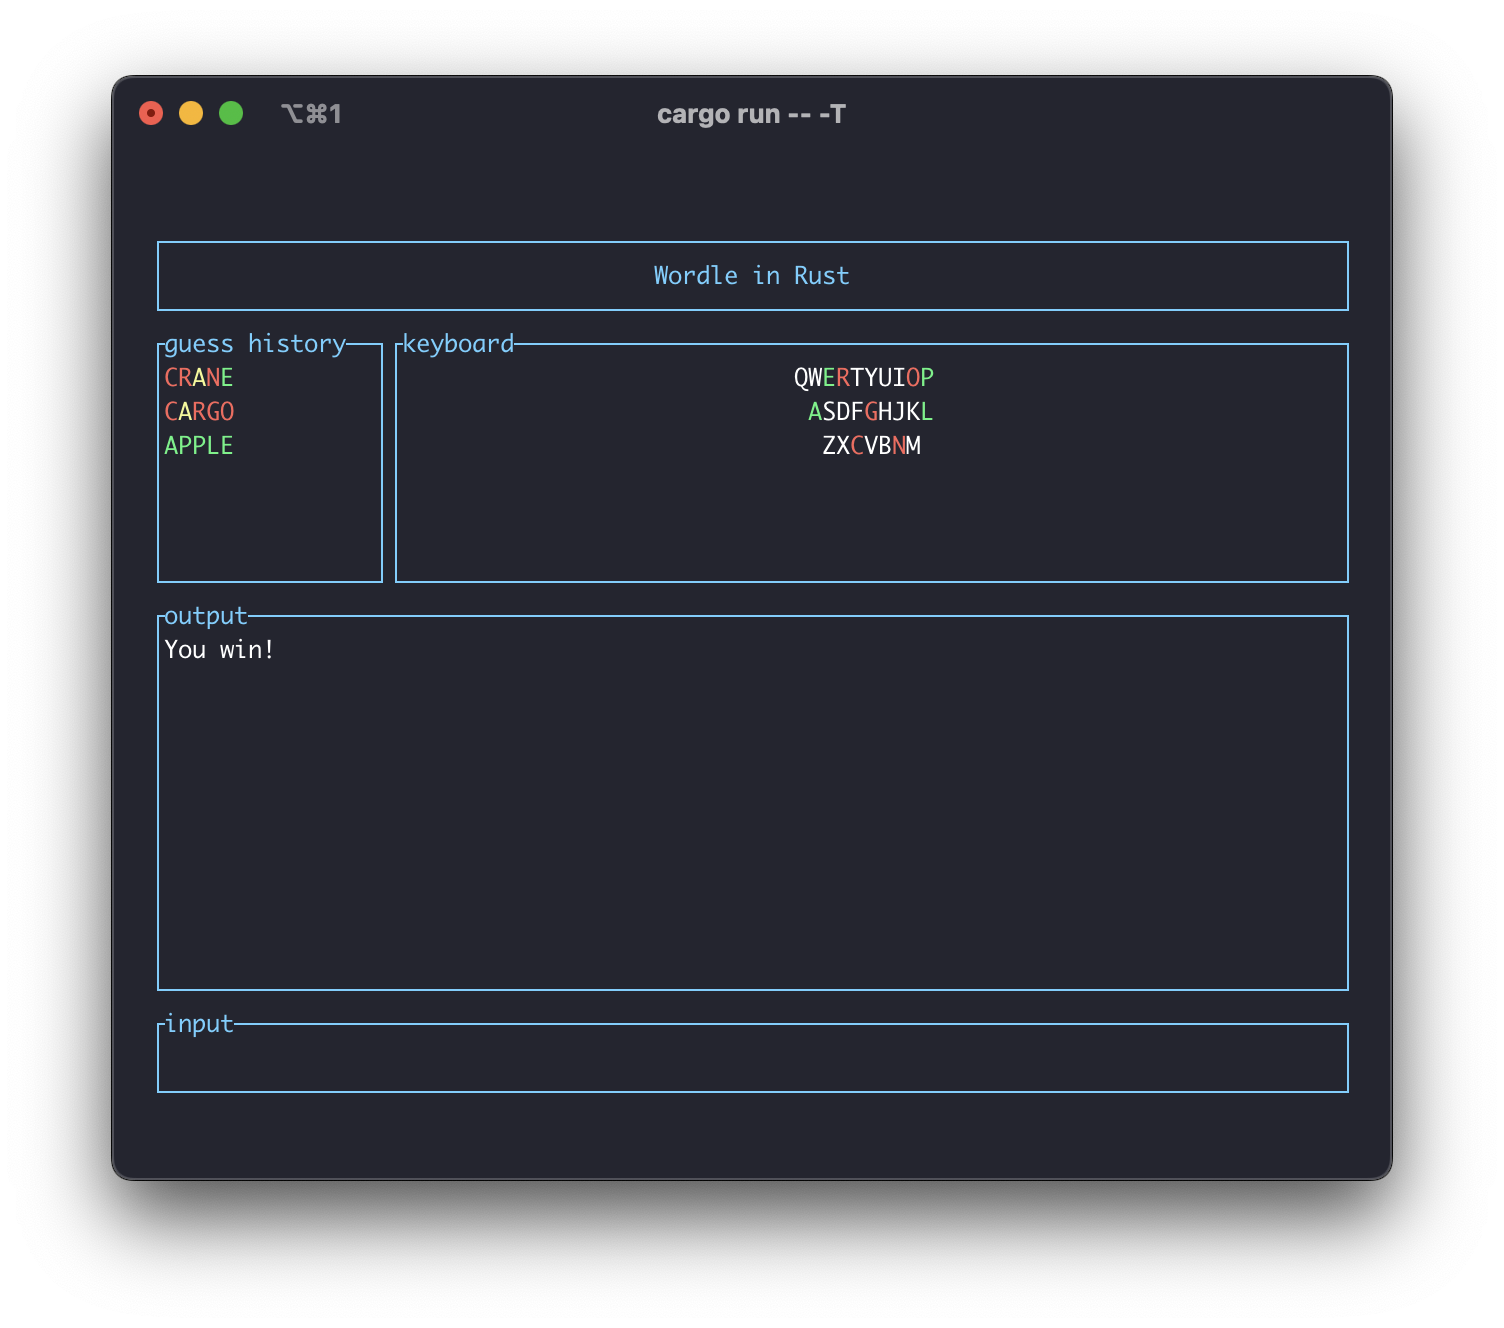 ⌥⌘1
cargo run -- -T
Wordle in Rust
guess history
CRANE
CARGO
APPLE
keyboard
QWERTYUIOP
ASDFGHJKL
ZXCVBNM
output
You win!
input